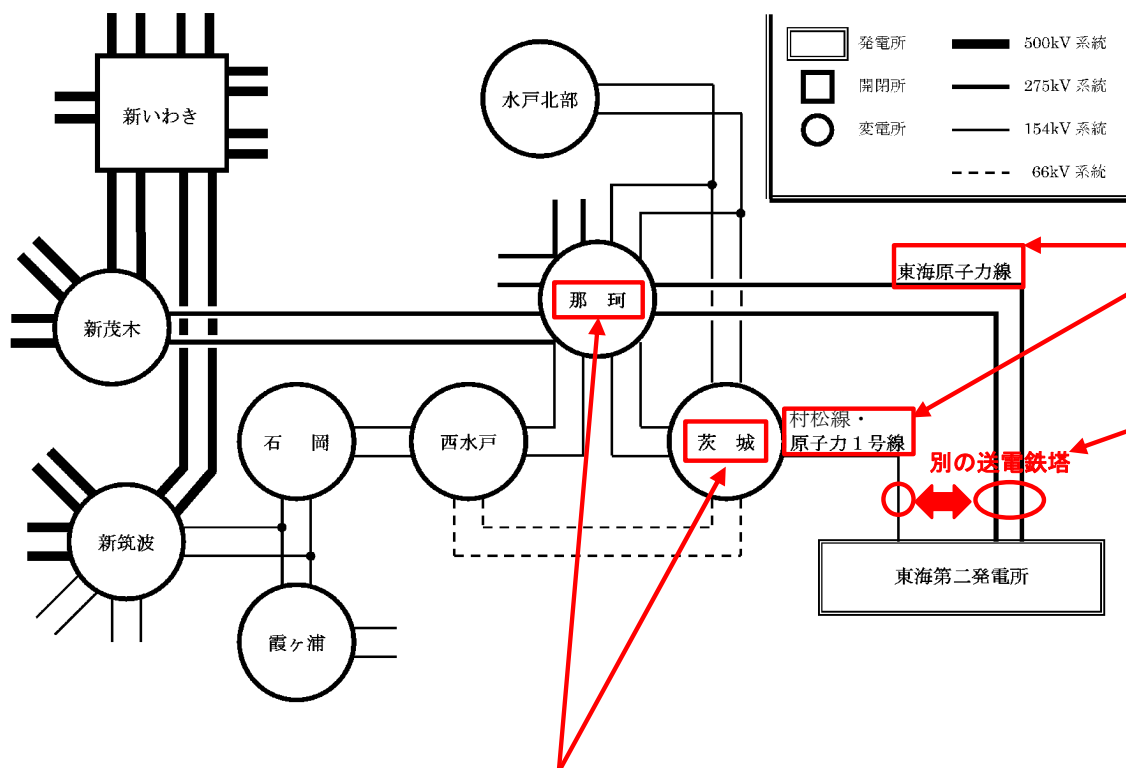 発電所
500kV 系統
開閉所
275kV 系統
変電所
154kV 系統
66kV 系統
新いわき
水戸北部
東海原子力線
那　珂
新茂木
村松線・
原子力１号線
石　岡
西水戸
茨　城
別の送電鉄塔
新筑波
東海第二発電所
霞ヶ浦